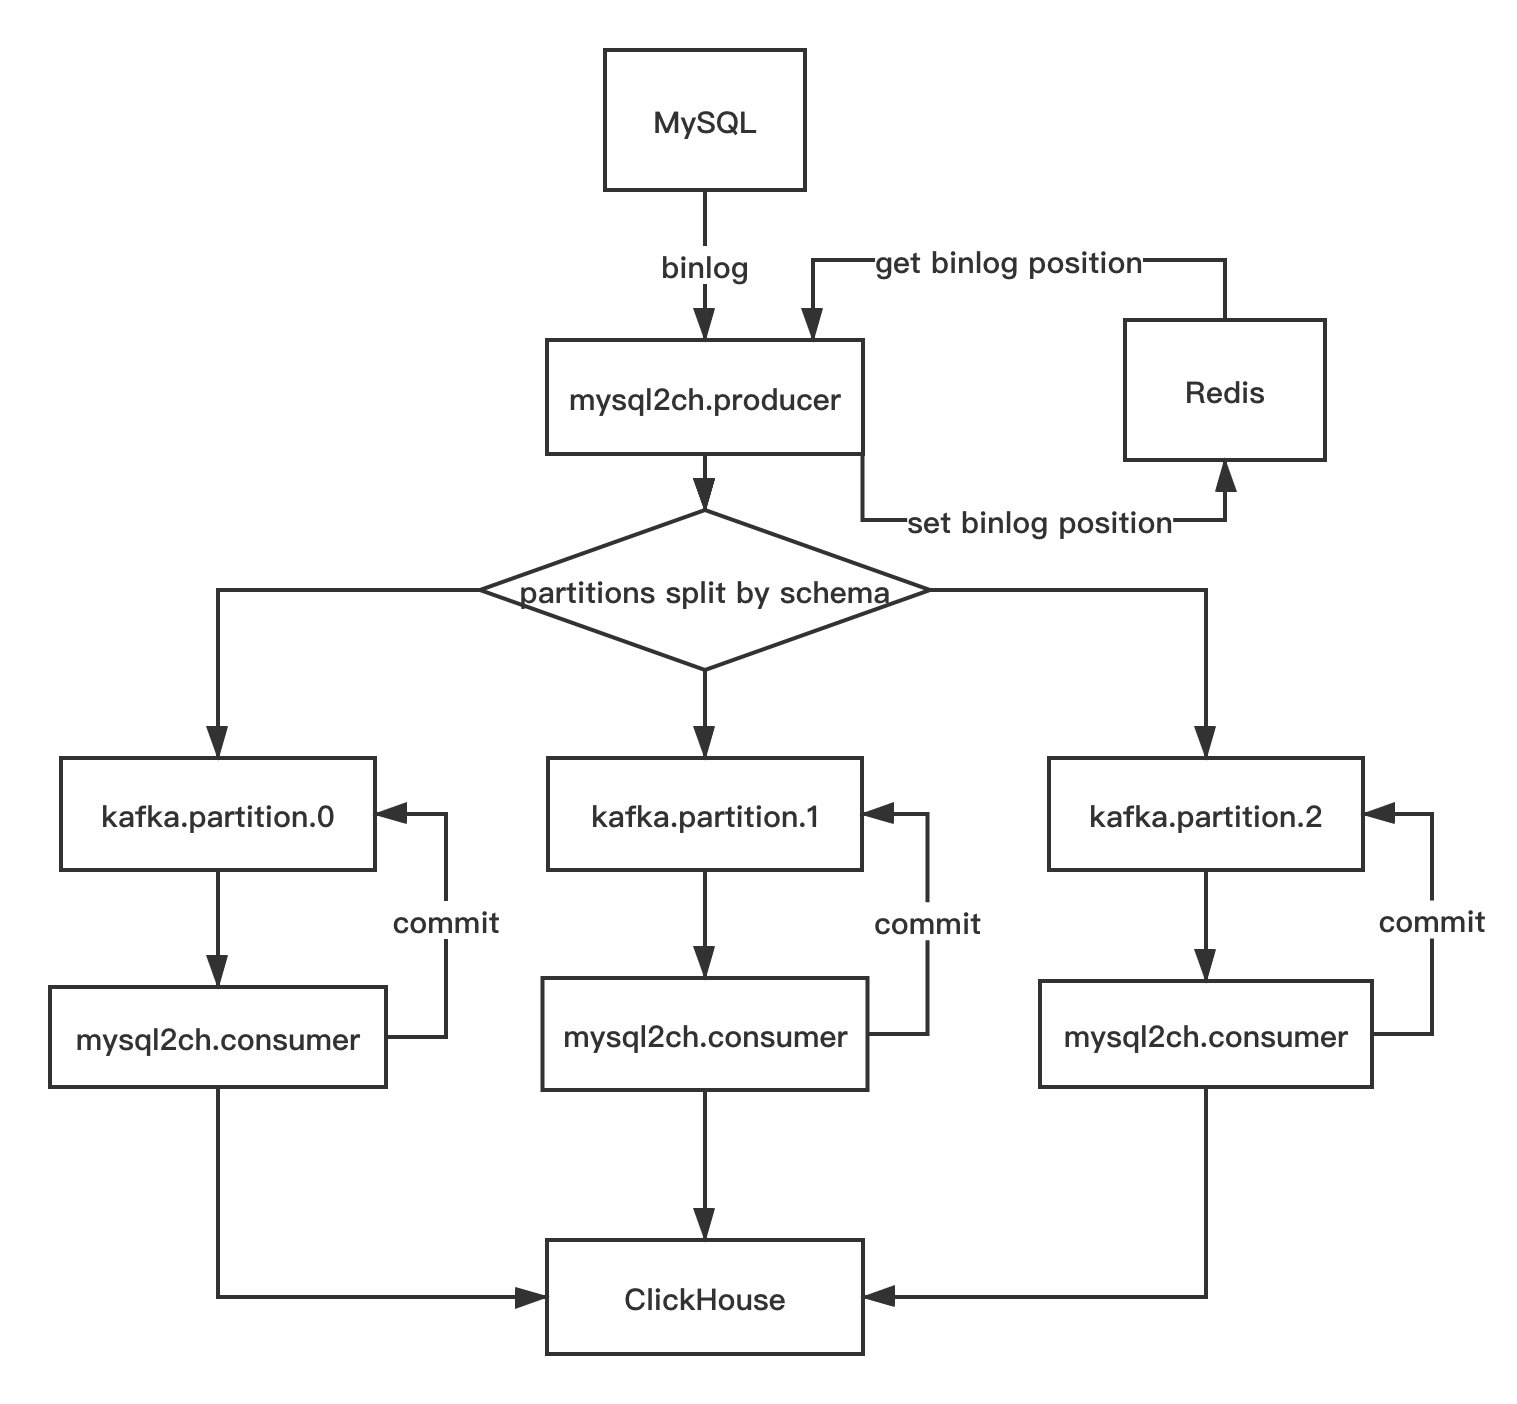 MySQL
binlog
get binlog position
mysql2ch.producer
Redis
set binlog position
partitions split by schema
kafka.partition.0
kafka.partition.1
kafka.partition.2
commit
commit
commit
mysql2ch.consumer
mysql2ch.consumer
mysql2ch.consumer
ClickHouse